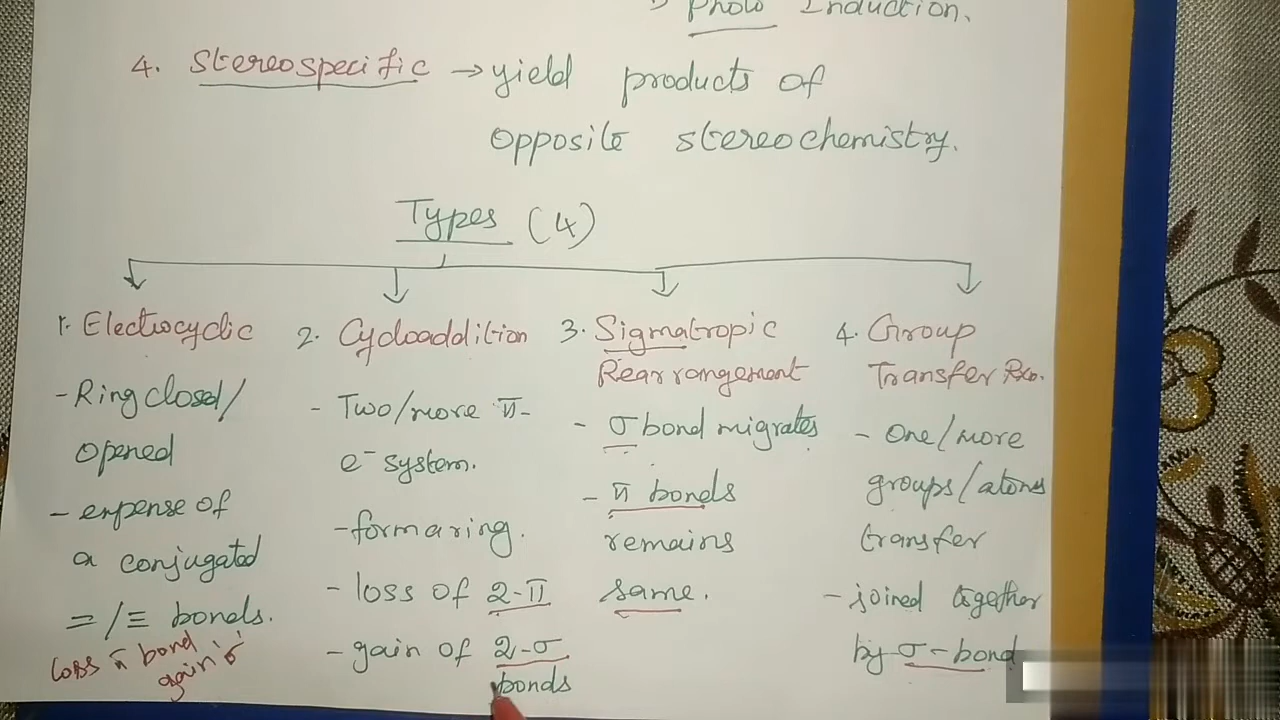 Photo Induction.
4. Stereospecific → yield products of
opposite stereochemistry.
Types (4)
1. Electrocyclic
- Ring closed/
opened
- expense of
a conjugated
= / ≡ bonds.
loss π bond
gain σ
2. Cycloaddition
- Two/more π-
e⁻ system.
- form a ring.
- loss of 2-π
- gain of 2-σ
bonds
3. Sigmatropic
Rearrangement
- σ bond migrates
- π bonds
remains
same.
4. Group
Transfer Rxn.
- One/more
groups/atoms
transfer
- joined together
by σ-bond